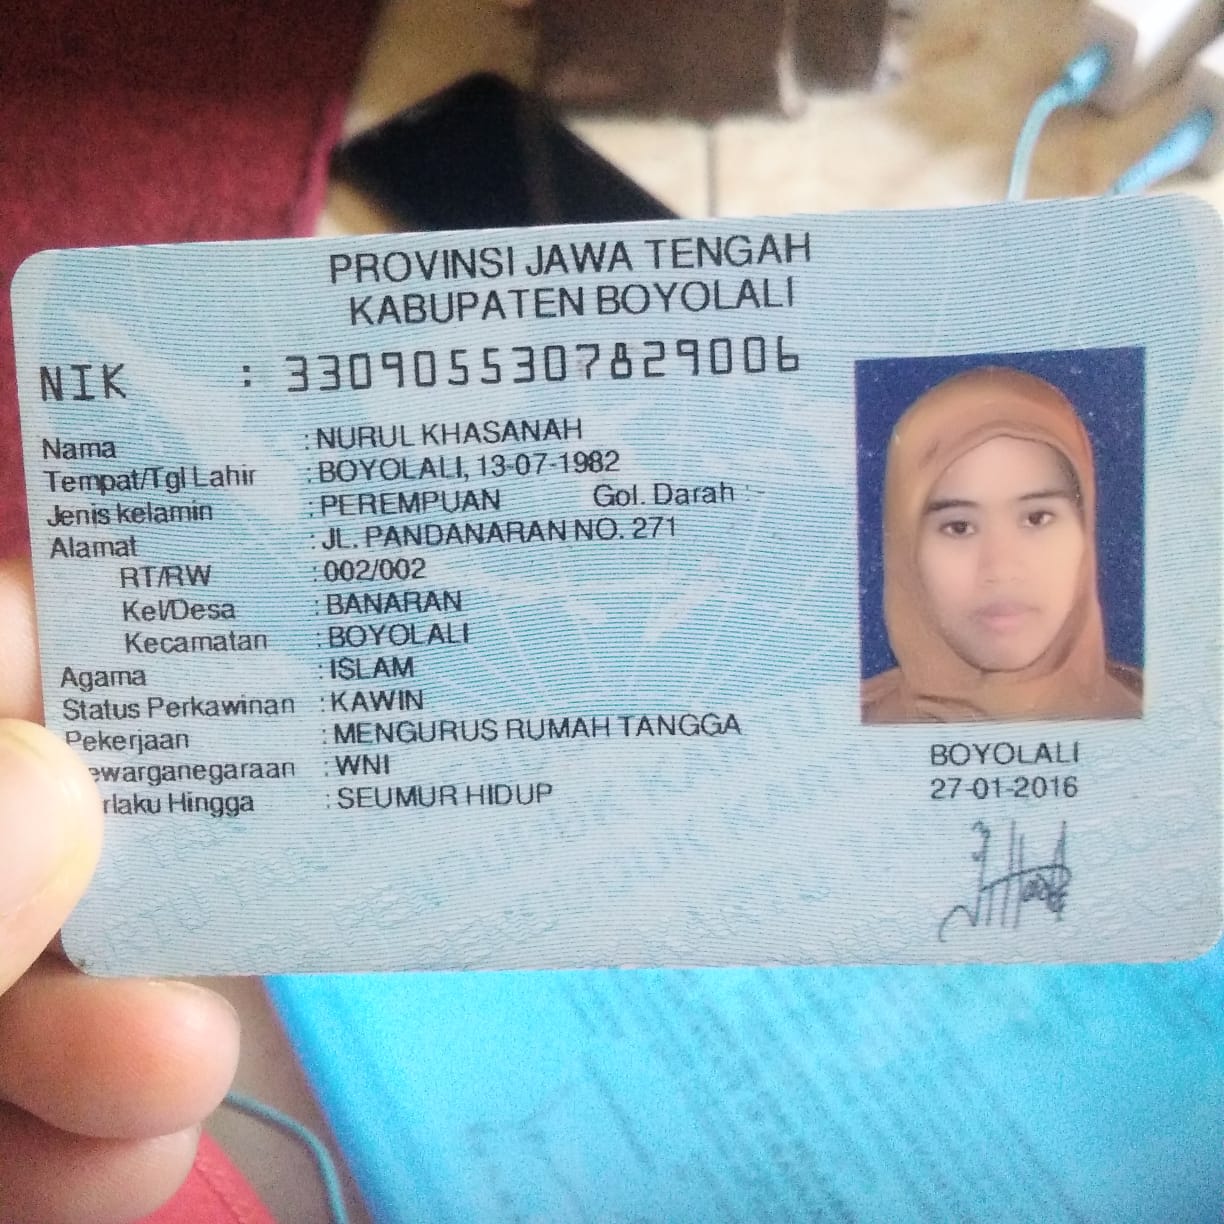 PROVINSI JAWA TENGAH
KABUPATEN BOYOLALI
NIK : 3309055307829006
Nama : NURUL KHASANAH
Tempat/Tgl Lahir : BOYOLALI, 13-07-1982
Jenis kelamin : PEREMPUAN Gol. Darah : -
Alamat : JL. PANDANARAN NO. 271
RT/RW : 002/002
Kel/Desa : BANARAN
Kecamatan : BOYOLALI
Agama : ISLAM
Status Perkawinan : KAWIN
Pekerjaan : MENGURUS RUMAH TANGGA
ewarganegaraan : WNI
rlaku Hingga : SEUMUR HIDUP
BOYOLALI
27-01-2016